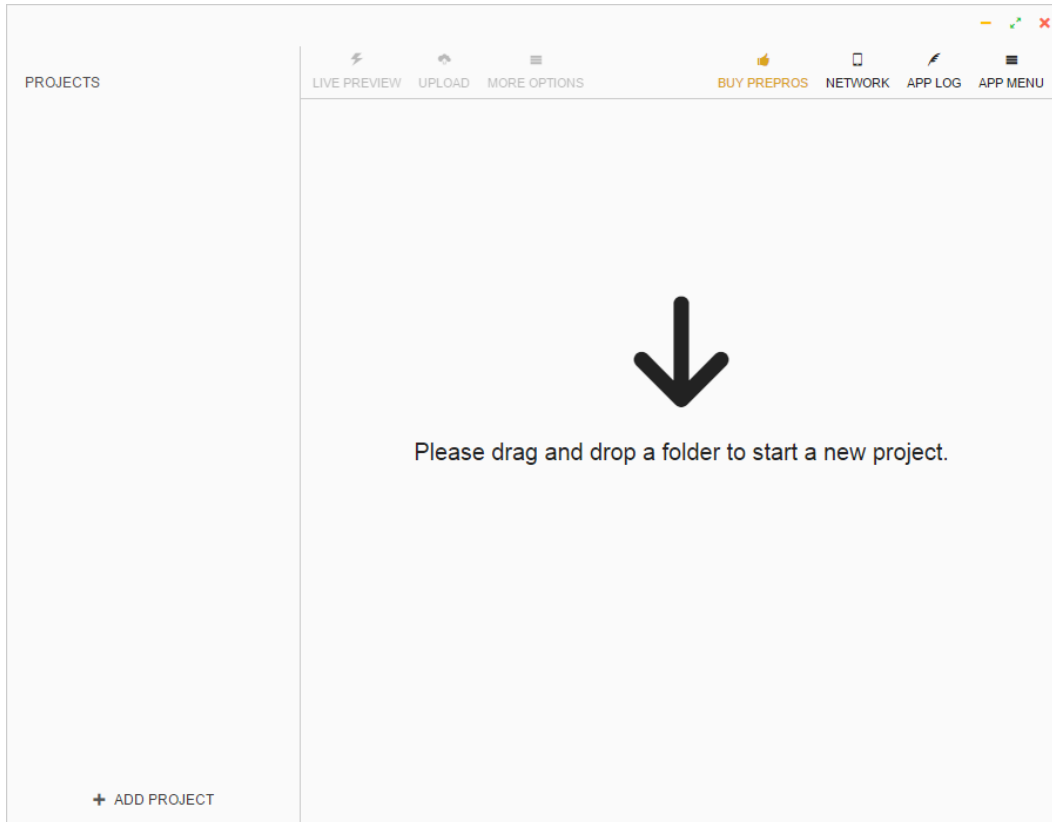 PROJECTS
LIVE PREVIEW UPLOAD MORE OPTIONS BUY PREPROS NETWORK APP LOG APP MENU
Please drag and drop a folder to start a new project.
ADD PROJECT